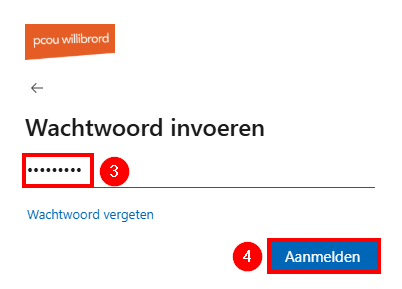 pcou willibrord
Wachtwoord invoeren
••••••••• 3
Wachtwoord vergeten
4 Aanmelden